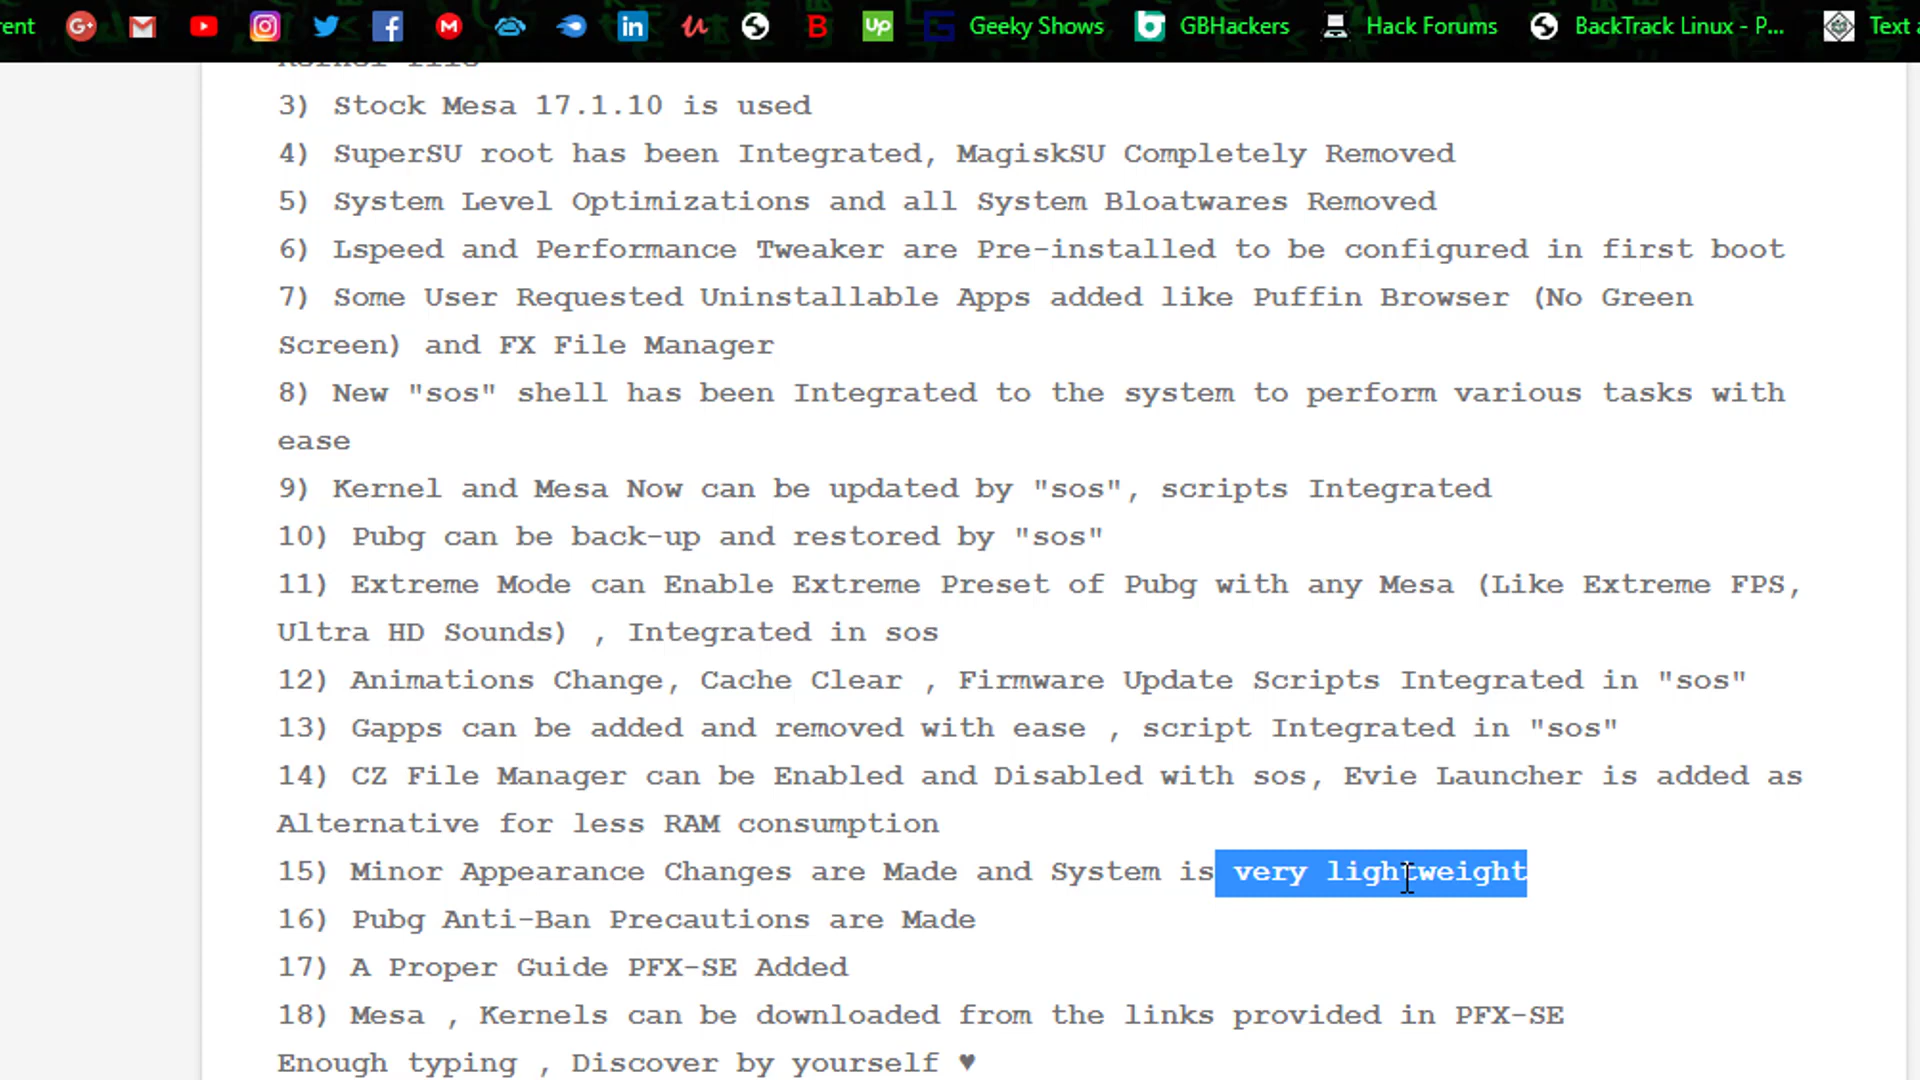 rent Geeky Shows GBHackers Hack Forums BackTrack Linux - P... Text a
Kernel file
3) Stock Mesa 17.1.10 is used
4) SuperSU root has been Integrated, MagiskSU Completely Removed
5) System Level Optimizations and all System Bloatwares Removed
6) Lspeed and Performance Tweaker are Pre-installed to be configured in first boot
7) Some User Requested Uninstallable Apps added like Puffin Browser (No Green
Screen) and FX File Manager
8) New "sos" shell has been Integrated to the system to perform various tasks with
ease
9) Kernel and Mesa Now can be updated by "sos", scripts Integrated
10) Pubg can be back-up and restored by "sos"
11) Extreme Mode can Enable Extreme Preset of Pubg with any Mesa (Like Extreme FPS,
Ultra HD Sounds) , Integrated in sos
12) Animations Change, Cache Clear , Firmware Update Scripts Integrated in "sos"
13) Gapps can be added and removed with ease , script Integrated in "sos"
14) CZ File Manager can be Enabled and Disabled with sos, Evie Launcher is added as
Alternative for less RAM consumption
15) Minor Appearance Changes are Made and System is very lightweight
16) Pubg Anti-Ban Precautions are Made
17) A Proper Guide PFX-SE Added
18) Mesa , Kernels can be downloaded from the links provided in PFX-SE
Enough typing , Discover by yourself ♥